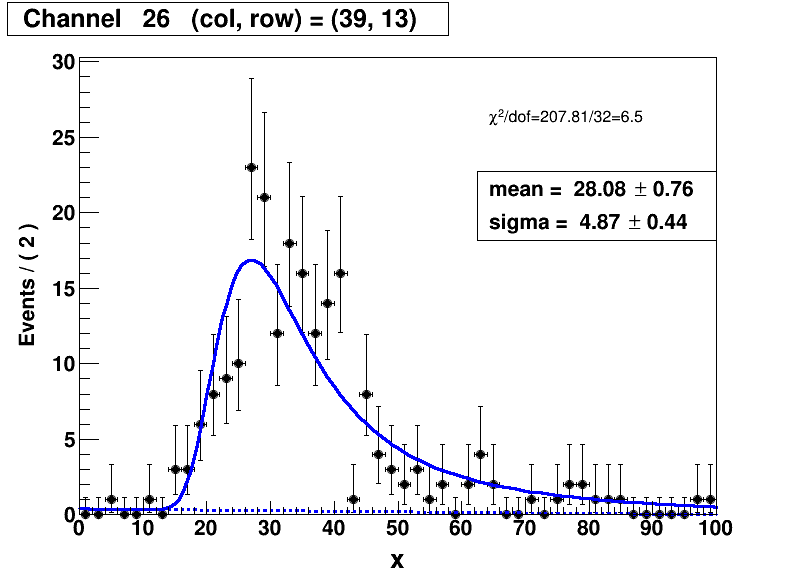 Channel 26 (col, row) = (39, 13)
χ²/dof=207.81/32=6.5
mean = 28.08 ± 0.76
sigma = 4.87 ± 0.44
Events / ( 2 )
30
25
20
15
10
5
0
0 10 20 30 40 50 60 70 80 90 100
x